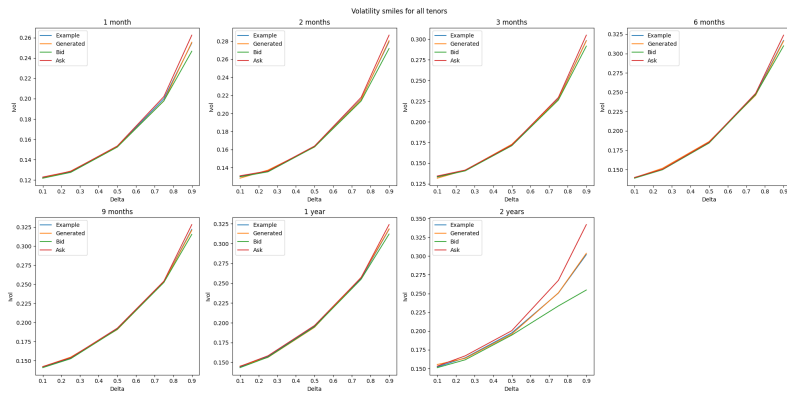 Volatility smiles for all tenors
1 month
Example
Generated
Bid
Ask
0.26
0.24
0.22
0.20
0.18
0.16
0.14
0.12
Ivol
0.1 0.2 0.3 0.4 0.5 0.6 0.7 0.8 0.9
Delta
2 months
Example
Generated
Bid
Ask
0.28
0.26
0.24
0.22
0.20
0.18
0.16
0.14
Ivol
0.1 0.2 0.3 0.4 0.5 0.6 0.7 0.8 0.9
Delta
3 months
Example
Generated
Bid
Ask
0.300
0.275
0.250
0.225
0.200
0.175
0.150
0.125
Ivol
0.1 0.2 0.3 0.4 0.5 0.6 0.7 0.8 0.9
Delta
6 months
Example
Generated
Bid
Ask
0.325
0.300
0.275
0.250
0.225
0.200
0.175
0.150
Ivol
0.1 0.2 0.3 0.4 0.5 0.6 0.7 0.8 0.9
Delta
9 months
Example
Generated
Bid
Ask
0.325
0.300
0.275
0.250
0.225
0.200
0.175
0.150
Ivol
0.1 0.2 0.3 0.4 0.5 0.6 0.7 0.8 0.9
Delta
1 year
Example
Generated
Bid
Ask
0.325
0.300
0.275
0.250
0.225
0.200
0.175
0.150
Ivol
0.1 0.2 0.3 0.4 0.5 0.6 0.7 0.8 0.9
Delta
2 years
Example
Generated
Bid
Ask
0.350
0.325
0.300
0.275
0.250
0.225
0.200
0.175
0.150
Ivol
0.1 0.2 0.3 0.4 0.5 0.6 0.7 0.8 0.9
Delta